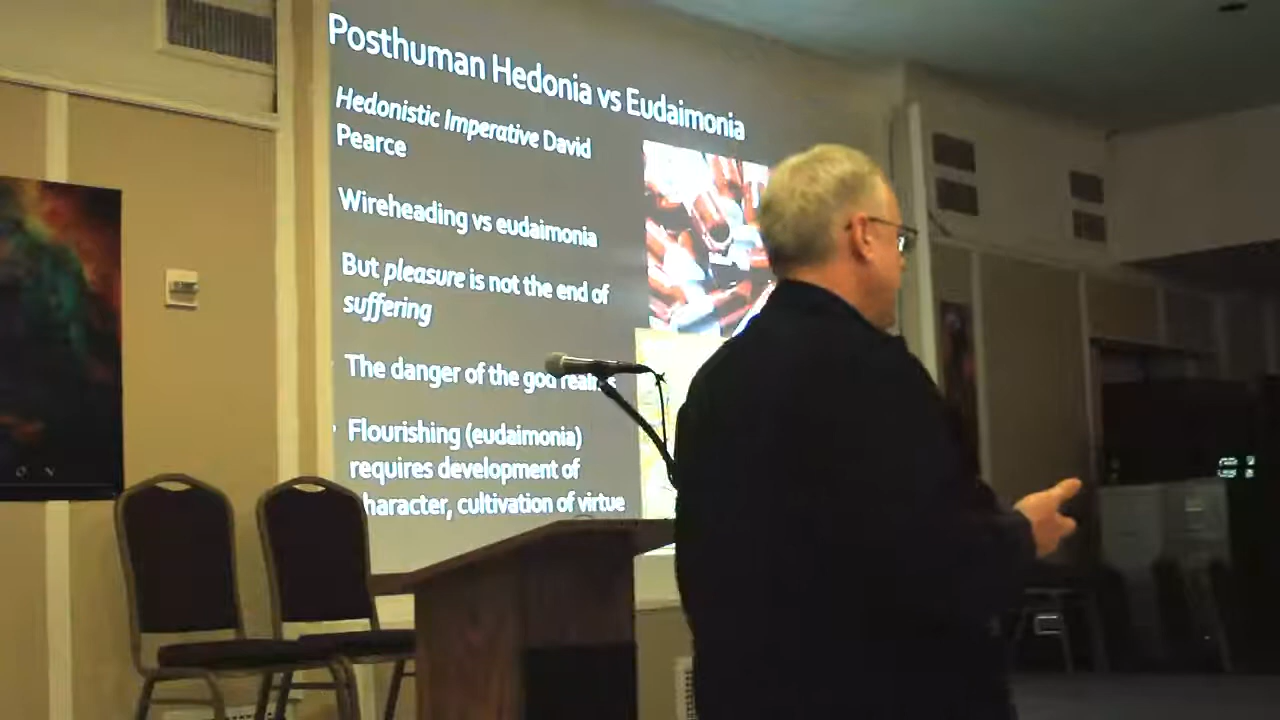 Posthuman Hedonia vs Eudaimonia
Hedonistic Imperative David
Pearce
Wireheading vs eudaimonia
But pleasure is not the end of
suffering
The danger of the god realms
Flourishing (eudaimonia)
requires development of
character, cultivation of virtue
O N